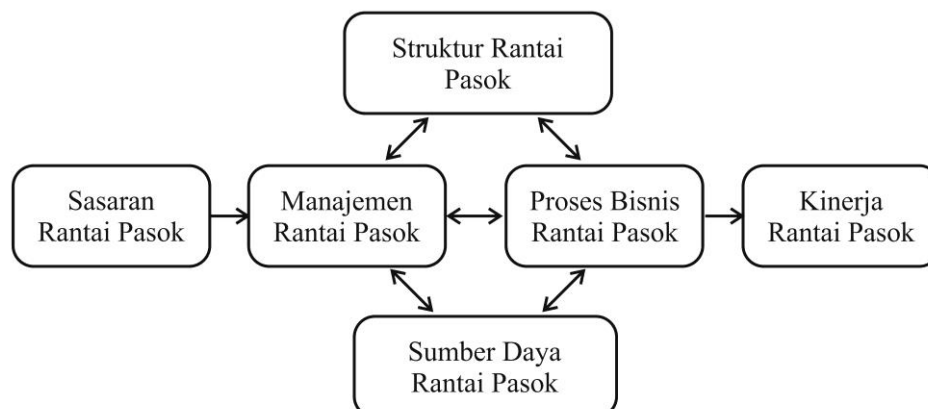 Struktur Rantai
Pasok
Sasaran
Rantai Pasok
Manajemen
Rantai Pasok
Proses Bisnis
Rantai Pasok
Kinerja
Rantai Pasok
Sumber Daya
Rantai Pasok